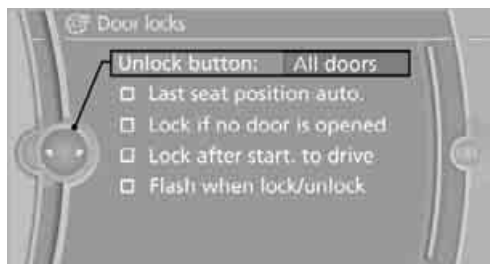 Door locks
Unlock button: All doors
Last seat position auto.
Lock if no door is opened
Lock after start. to drive
Flash when lock/unlock